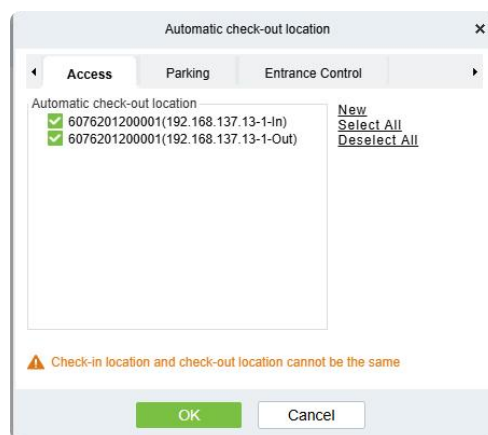 Automatic check-out location
Access Parking Entrance Control
Automatic check-out location
6076201200001(192.168.137.13-1-In)
6076201200001(192.168.137.13-1-Out)
New
Select All
Deselect All
Check-in location and check-out location cannot be the same
OK Cancel